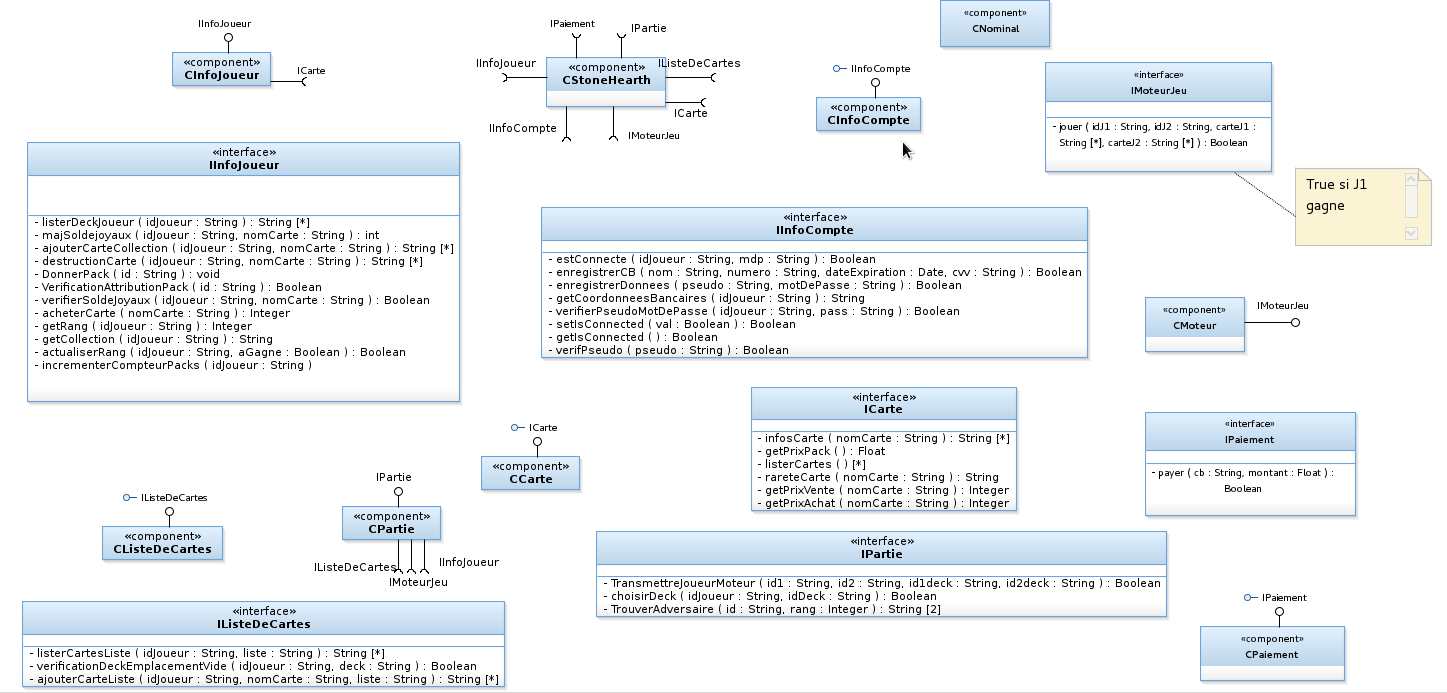 IInfoJoueur
«component»
CInfoJoueur
ICarte
IPaiement
IPartie
IInfoJoueur
IListeDeCartes
«component»
CStoneHearth
ICarte
IInfoCompte
IMoteurJeu
IInfoCompte
«component»
CInfoCompte
«component»
CNominal
«interface»
IMoteurJeu
- jouer ( idJ1 : String, idJ2 : String, carteJ1 :
String [*], carteJ2 : String [*] ) : Boolean
True si J1
gagne
«interface»
IInfoJoueur
- listerDeckJoueur ( idJoueur : String ) : String [*]
- majSoldejoyaux ( idJoueur : String, nomCarte : String ) : int
- ajouterCarteCollection ( idJoueur : String, nomCarte : String ) : String [*]
- destructionCarte ( idJoueur : String, nomCarte : String ) : String [*]
- DonnerPack ( id : String ) : void
- VerificationAttributionPack ( id : String ) : Boolean
- verifierSoldeJoyaux ( idJoueur : String, nomCarte : String ) : Boolean
- acheterCarte ( nomCarte : String ) : Integer
- getRang ( idJoueur : String ) : Integer
- getCollection ( idJoueur : String ) : String
- actualiserRang ( idJoueur : String, aGagne : Boolean ) : Boolean
- incrementerCompteurPacks ( idJoueur : String )
«interface»
IInfoCompte
- estConnecte ( idJoueur : String, mdp : String ) : Boolean
- enregistrerCB ( nom : String, numero : String, dateExpiration : Date, cvv : String ) : Boolean
- enregistrerDonnees ( pseudo : String, motDePasse : String ) : Boolean
- getCoordonneesBancaires ( idJoueur : String ) : String
- verifierPseudoMotDePasse ( idJoueur : String, pass : String ) : Boolean
- setIsConnected ( val : Boolean ) : Boolean
- getIsConnected ( ) : Boolean
- verifPseudo ( pseudo : String ) : Boolean
«component»
CMoteur
IMoteurJeu
«interface»
ICarte
- infosCarte ( nomCarte : String ) : String [*]
- getPrixPack ( ) : Float
- listerCartes ( ) [*]
- rareteCarte ( nomCarte : String ) : String
- getPrixVente ( nomCarte : String ) : Integer
- getPrixAchat ( nomCarte : String ) : Integer
«interface»
IPaiement
- payer ( cb : String, montant : Float ) :
Boolean
ICarte
«component»
CCarte
IPartie
«component»
CPartie
IListeDeCartes
IInfoJoueur
IMoteurJeu
IListeDeCartes
«component»
CListeDeCartes
«interface»
IPartie
- TransmettreJoueurMoteur ( id1 : String, id2 : String, id1deck : String, id2deck : String ) : Boolean
- choisirDeck ( idJoueur : String, idDeck : String ) : Boolean
- TrouverAdversaire ( id : String, rang : Integer ) : String [2]
«interface»
IListeDeCartes
- listerCartesListe ( idJoueur : String, liste : String ) : String [*]
- verificationDeckEmplacementVide ( idJoueur : String, deck : String ) : Boolean
- ajouterCarteListe ( idJoueur : String, nomCarte : String, liste : String ) : String [*]
IPaiement
«component»
CPaiement